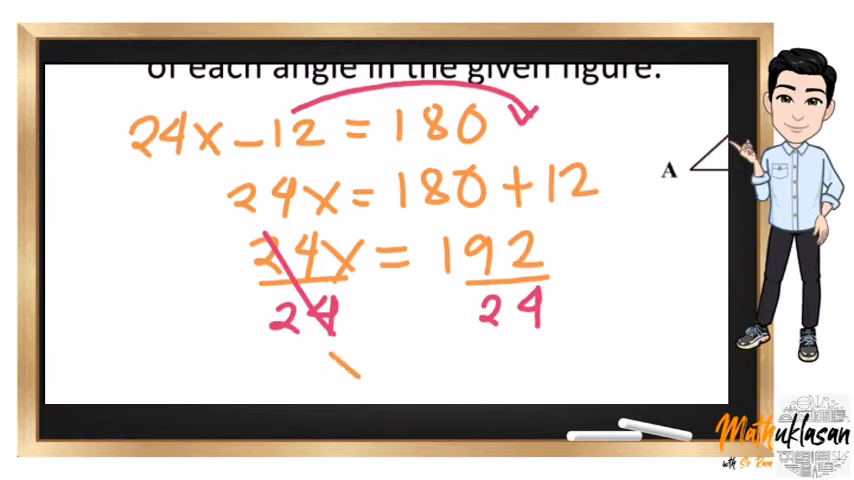 of each angle in the given figure.
24x - 12 = 180
24x = 180 + 12
24x = 192
24 24
A
Mathuklasan
with Sir Ram